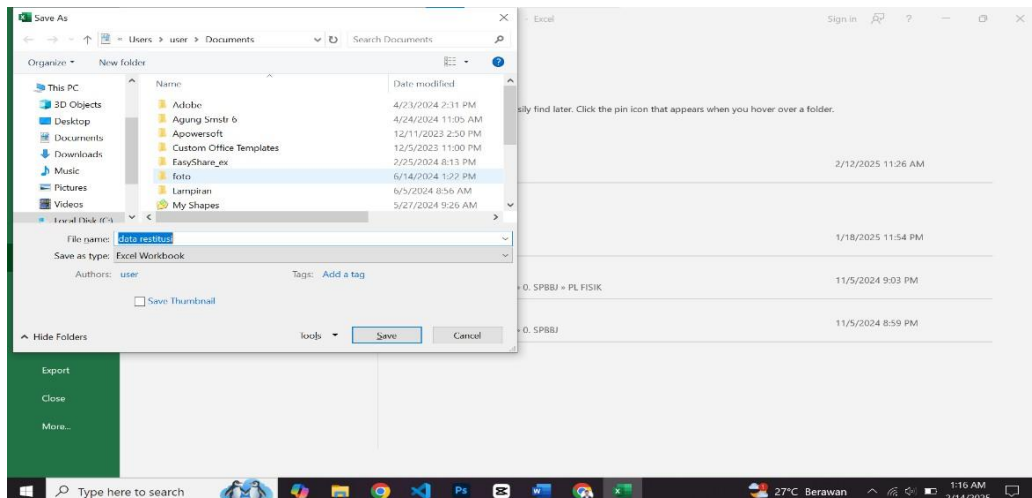 Save As
- Excel
Sign in
?
Users > user > Documents
Search Documents
Organize
New folder
?
This PC
3D Objects
Desktop
Documents
Downloads
Music
Pictures
Videos
Local Disk (C:)
Name
Date modified
Adobe
4/23/2024 2:31 PM
Agung Smstr 6
4/24/2024 11:05 AM
Apowersoft
12/11/2023 2:50 PM
Custom Office Templates
12/5/2023 11:00 PM
EasyShare_ex
2/25/2024 8:13 PM
foto
6/14/2024 1:22 PM
Lampiran
6/5/2024 8:56 AM
My Shapes
5/27/2024 9:26 AM
File name: data restitusi
Save as type: Excel Workbook
Authors: user
Tags: Add a tag
Save Thumbnail
Hide Folders
Tools
Save
Cancel
sily find later. Click the pin icon that appears when you hover over a folder.
2/12/2025 11:26 AM
1/18/2025 11:54 PM
» 0. SPBBJ » PL FISIK
11/5/2024 9:03 PM
» 0. SPBBJ
11/5/2024 8:59 PM
Export
Close
More...
Type here to search
Ps
27°C Berawan
1:16 AM
2/14/2025